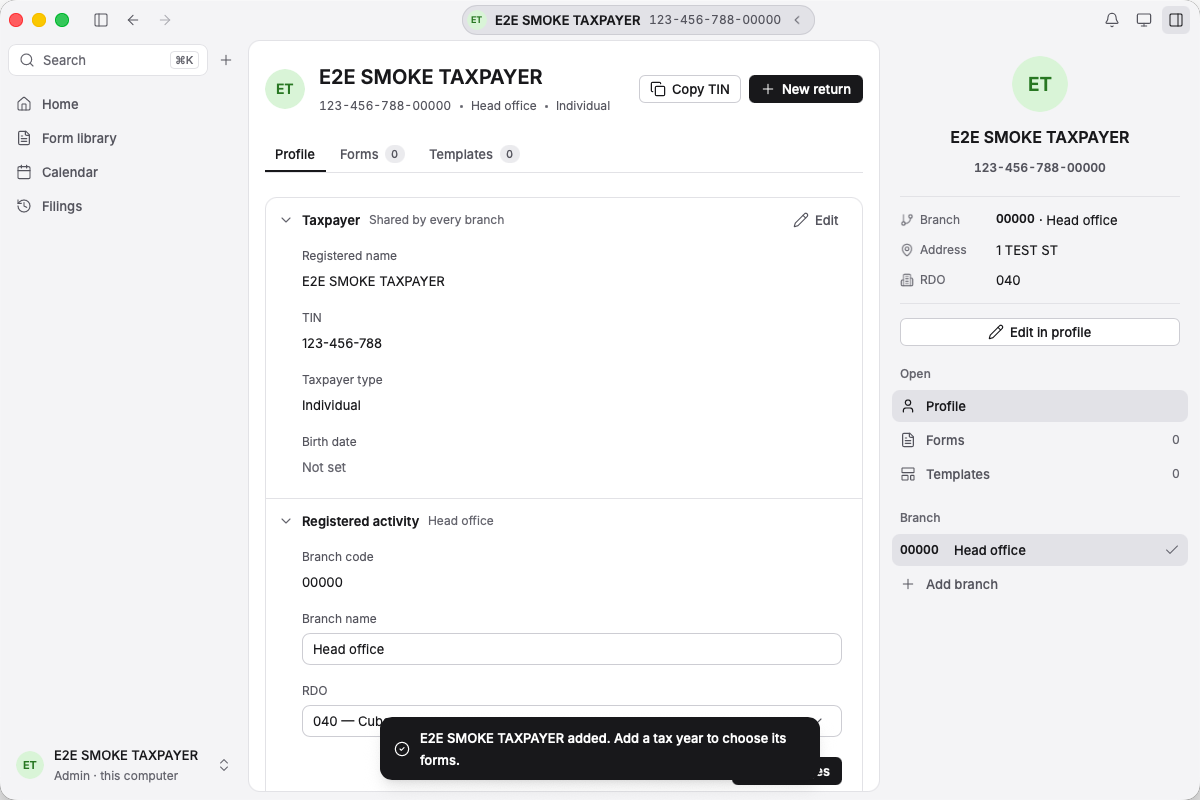 ET E2E SMOKE TAXPAYER 123-456-788-00000
Search ⌘K
Home
Form library
Calendar
Filings
ET
E2E SMOKE TAXPAYER
123-456-788-00000 • Head office • Individual
Copy TIN
New return
Profile
Forms 0
Templates 0
Taxpayer Shared by every branch
Edit
Registered name
E2E SMOKE TAXPAYER
TIN
123-456-788
Taxpayer type
Individual
Birth date
Not set
Registered activity Head office
Branch code
00000
Branch name
Head office
RDO
040 — Cub
E2E SMOKE TAXPAYER added. Add a tax year to choose its
forms.
ET
E2E SMOKE TAXPAYER
Admin · this computer
ET
E2E SMOKE TAXPAYER
123-456-788-00000
Branch 00000 · Head office
Address 1 TEST ST
RDO 040
Edit in profile
Open
Profile
Forms 0
Templates 0
Branch
00000 Head office
Add branch